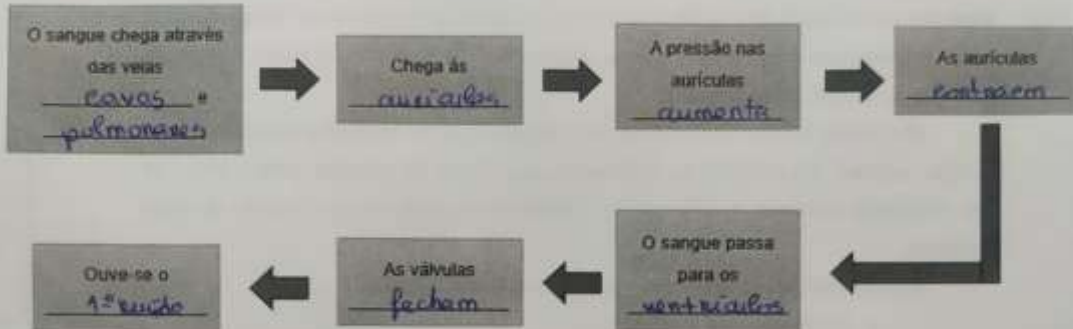 O sangue chega através
das veias
cavas e
pulmonares
Chega às
aurículas
A pressão nas
aurículas
aumenta
As aurículas
contraem
O sangue passa
para os
ventrículos
As válvulas
fecham
Ouve-se o
1º ruído